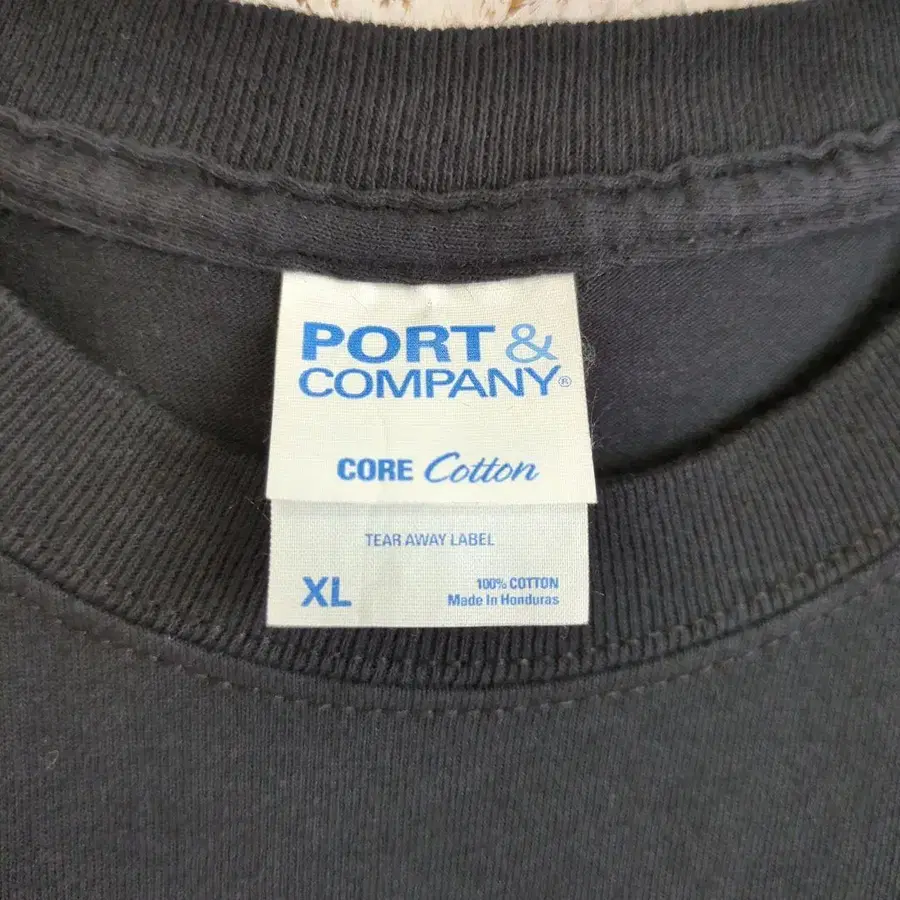 PORT &
COMPANY®
CORE Cotton
TEAR AWAY LABEL
XL
100% COTTON
Made In Honduras